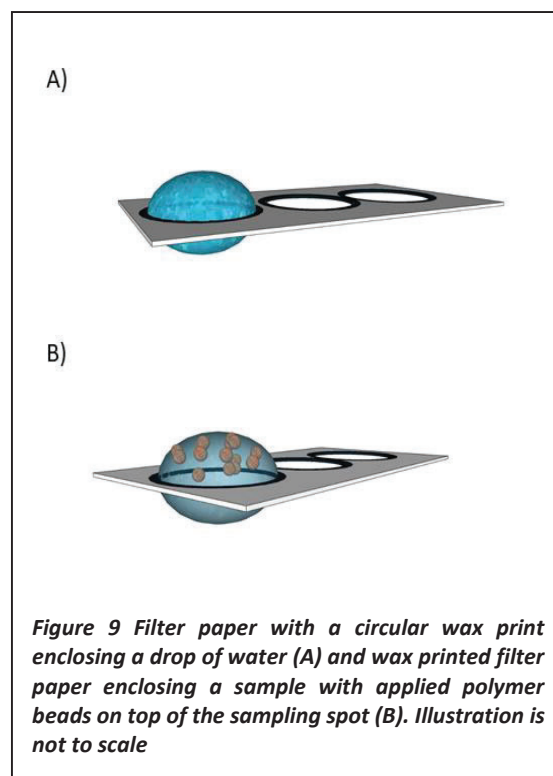 A)
B)
Figure 9 Filter paper with a circular wax print
enclosing a drop of water (A) and wax printed filter
paper enclosing a sample with applied polymer
beads on top of the sampling spot (B). Illustration is
not to scale